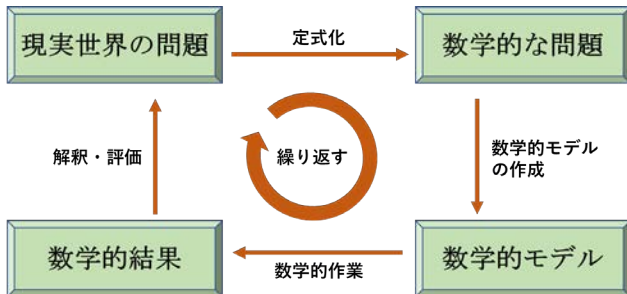 現実世界の問題
定式化
数学的な問題
解釈・評価
繰り返す
数学的モデル
の作成
数学的結果
数学的作業
数学的モデル